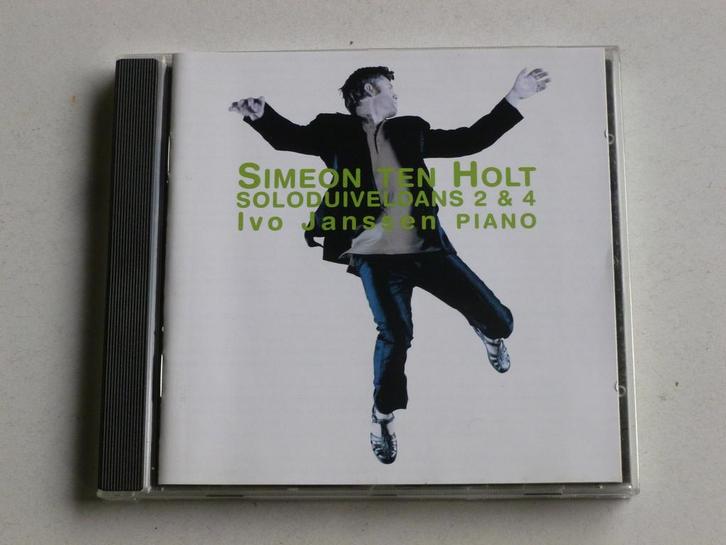 SIMEON TEN HOLT
SOLODUIVELDANS 2 & 4
Ivo Janssen PIANO